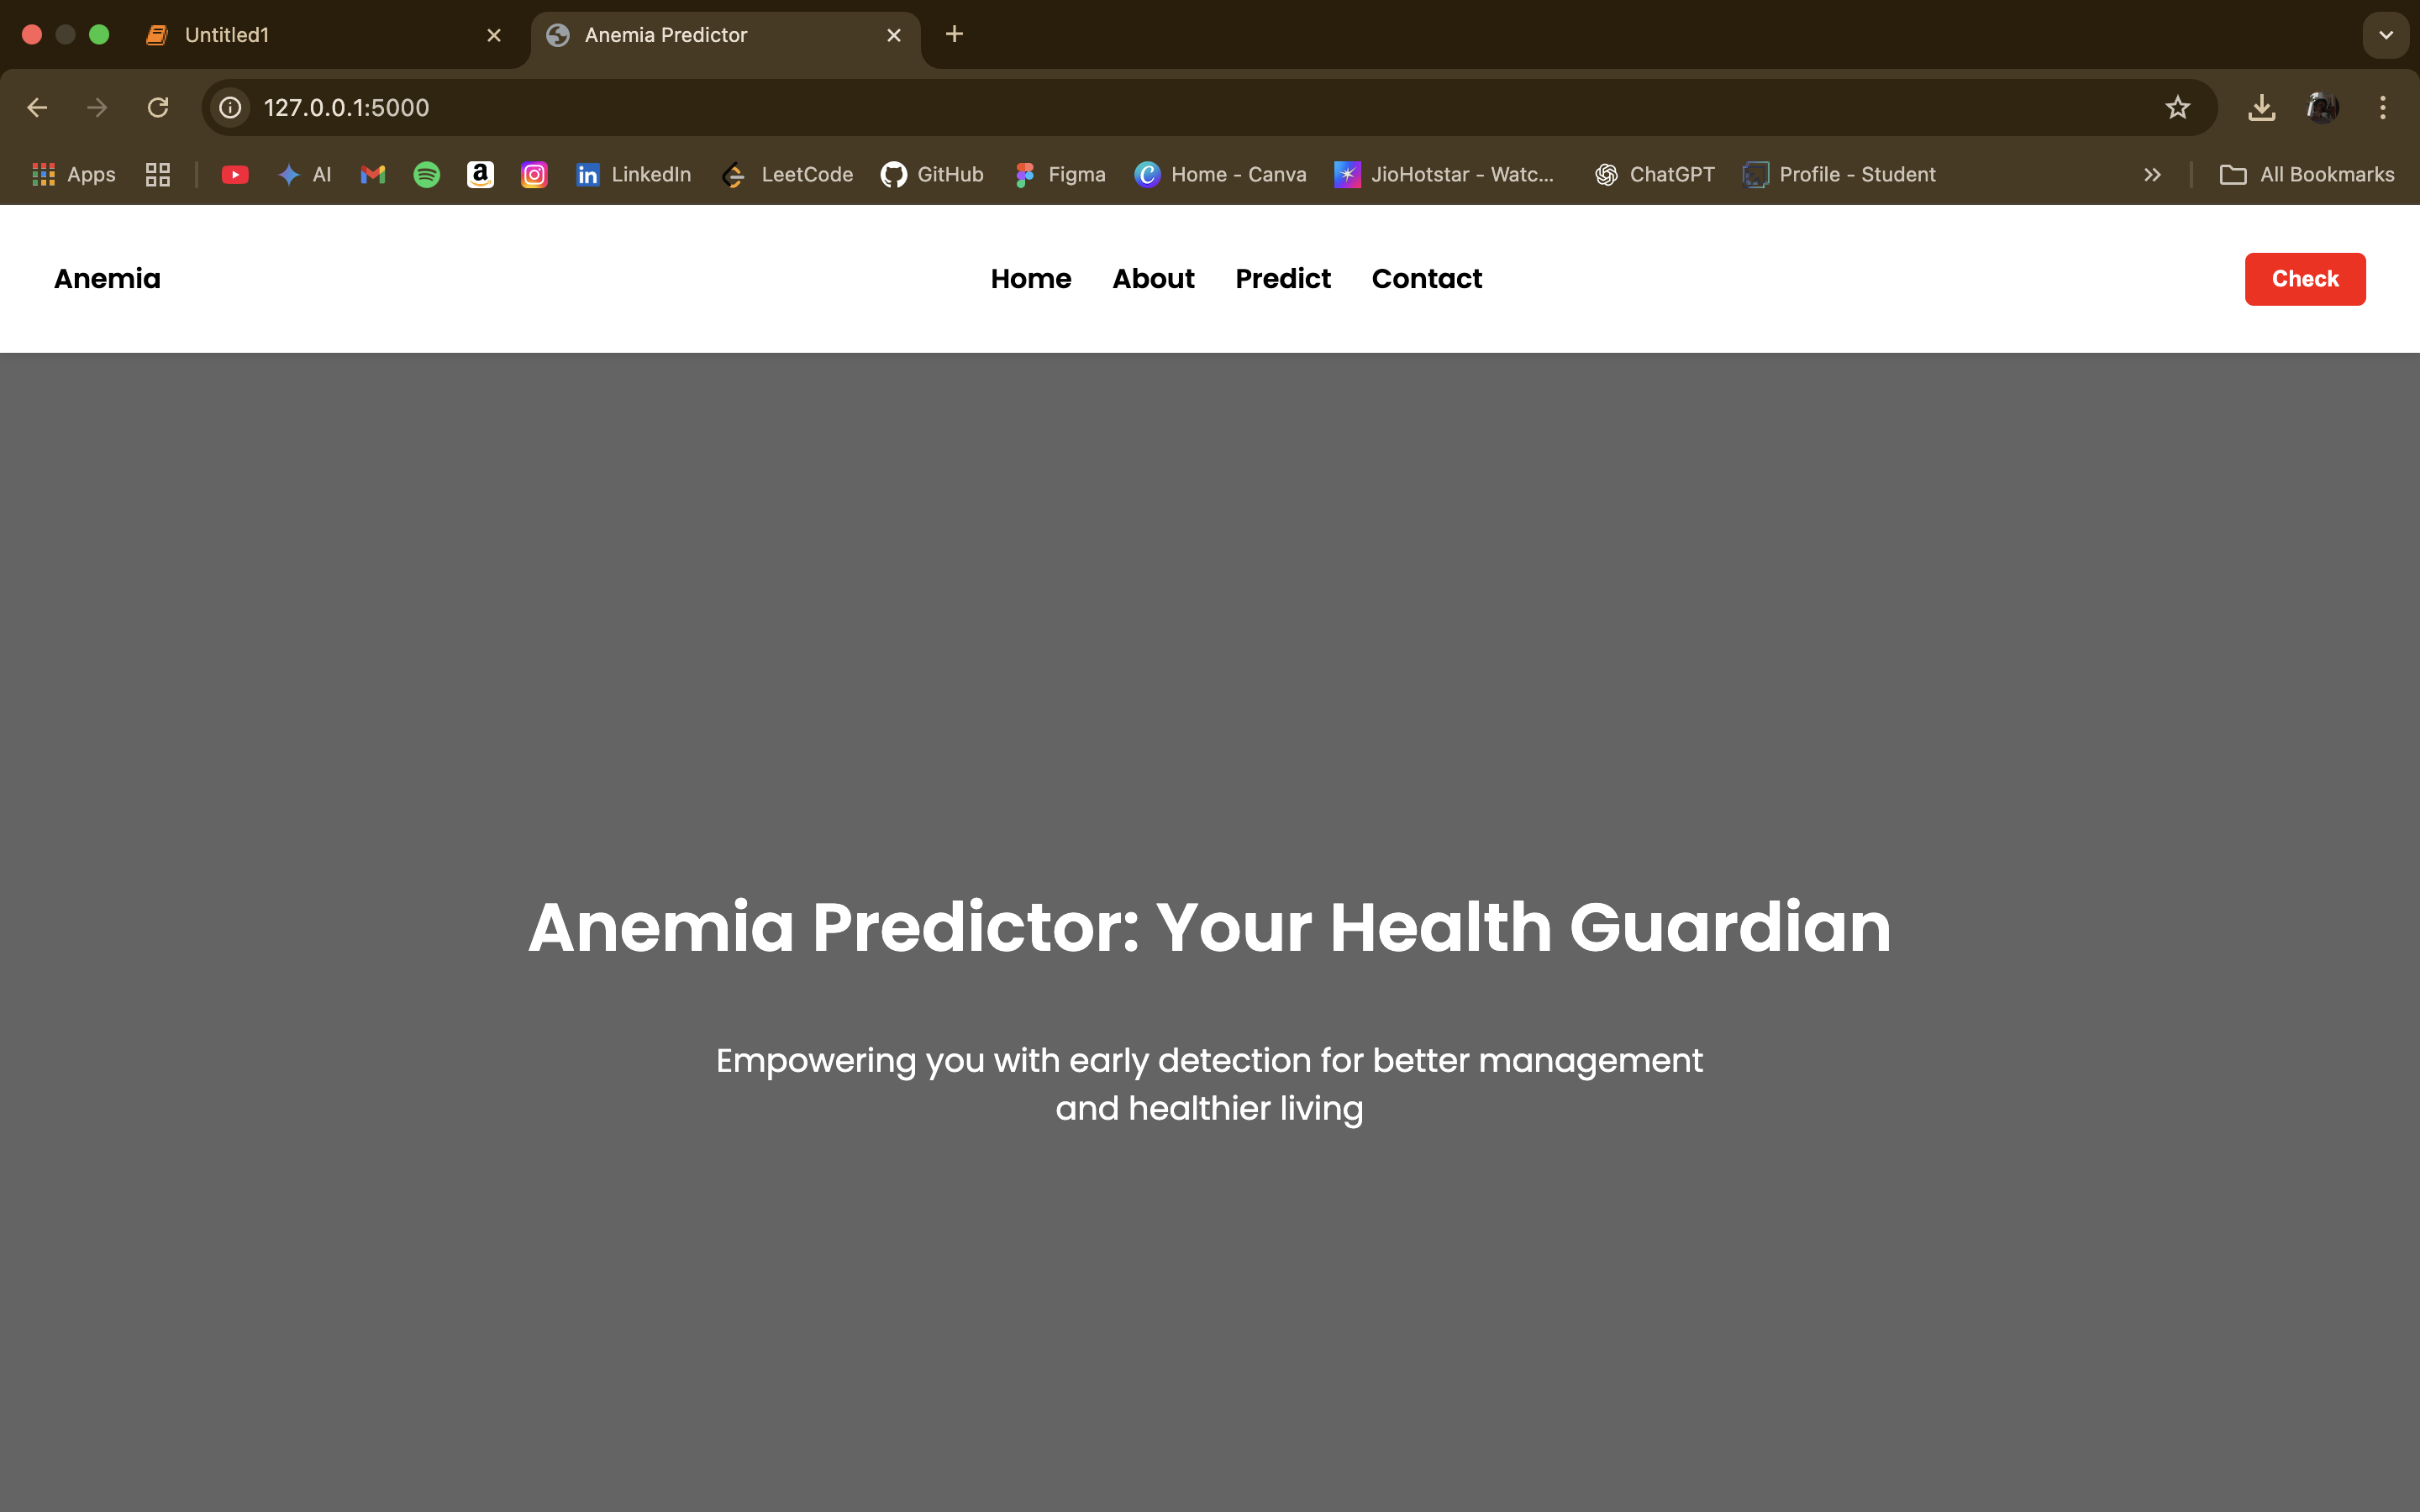 Untitled1
Anemia Predictor
127.0.0.1:5000
Apps AI LinkedIn LeetCode GitHub Figma Home - Canva JioHotstar - Watc... ChatGPT Profile - Student All Bookmarks
Anemia Home About Predict Contact Check
Anemia Predictor: Your Health Guardian
Empowering you with early detection for better management
and healthier living